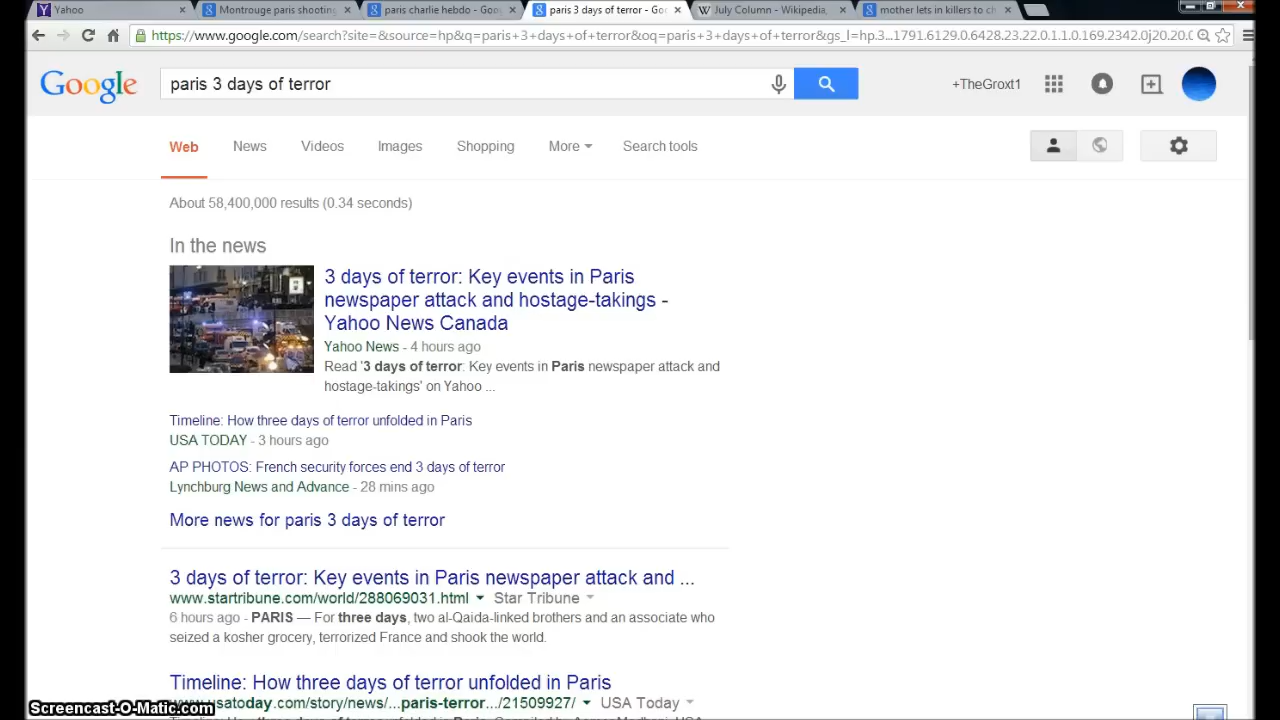 Yahoo
Montrouge paris shooting
paris charlie hebdo - Goo
paris 3 days of terror - Go
July Column - Wikipedia,
mother lets in killers to ch
https://www.google.com/search?site=&source=hp&q=paris+3+days+of+terror&oq=paris+3+days+of+terror&gs_l=hp.3...1791.6129.0.6428.23.22.0.1.1.0.169.2342.0j20.20.0
Google
paris 3 days of terror
+TheGroxt1
Web News Videos Images Shopping More Search tools
About 58,400,000 results (0.34 seconds)
In the news
3 days of terror: Key events in Paris
newspaper attack and hostage-takings -
Yahoo News Canada
Yahoo News - 4 hours ago
Read '3 days of terror: Key events in Paris newspaper attack and
hostage-takings' on Yahoo ...
Timeline: How three days of terror unfolded in Paris
USA TODAY - 3 hours ago
AP PHOTOS: French security forces end 3 days of terror
Lynchburg News and Advance - 28 mins ago
More news for paris 3 days of terror
3 days of terror: Key events in Paris newspaper attack and ...
www.startribune.com/world/288069031.html Star Tribune
6 hours ago - PARIS — For three days, two al-Qaida-linked brothers and an associate who
seized a kosher grocery, terrorized France and shook the world.
Timeline: How three days of terror unfolded in Paris
www.usatoday.com/story/news/...paris-terror.../21509927/ USA Today
Screencast-O-Matic.com